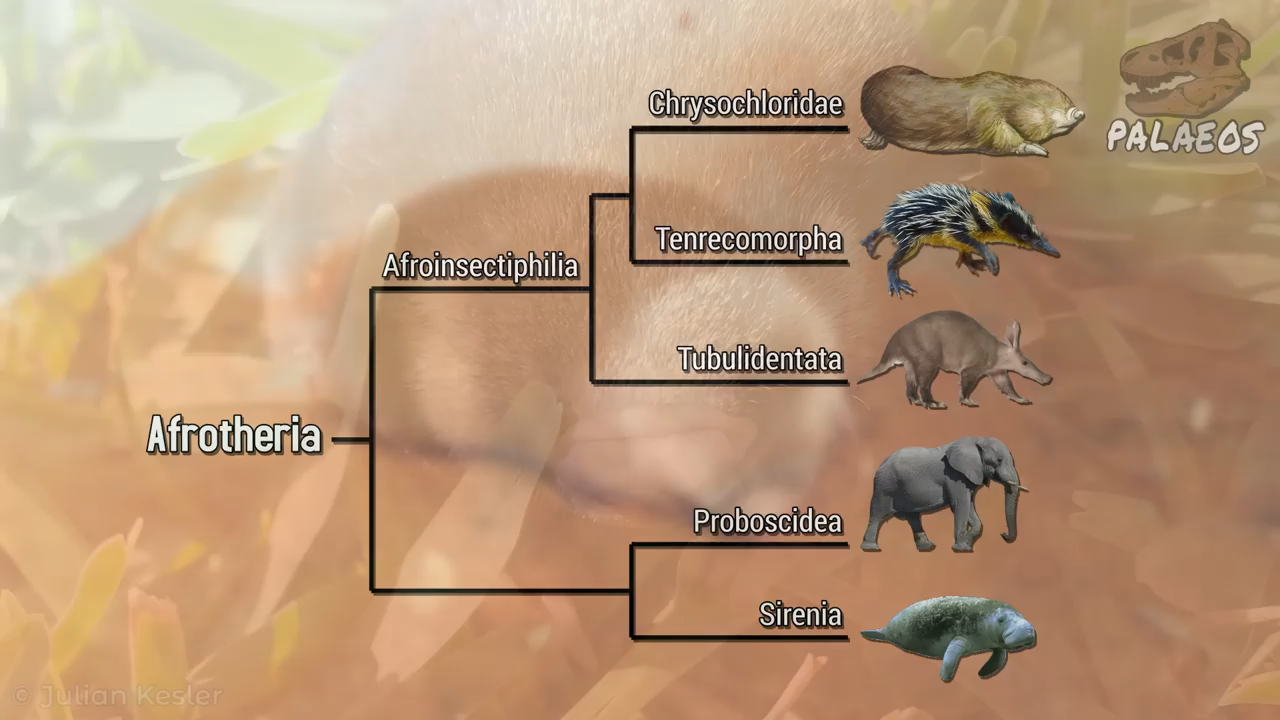 Chrysochloridae
PALAEOS
Tenrecomorpha
Afroinsectiphilia
Tubulidentata
Afrotheria
Proboscidea
Sirenia
© Julian Kesler